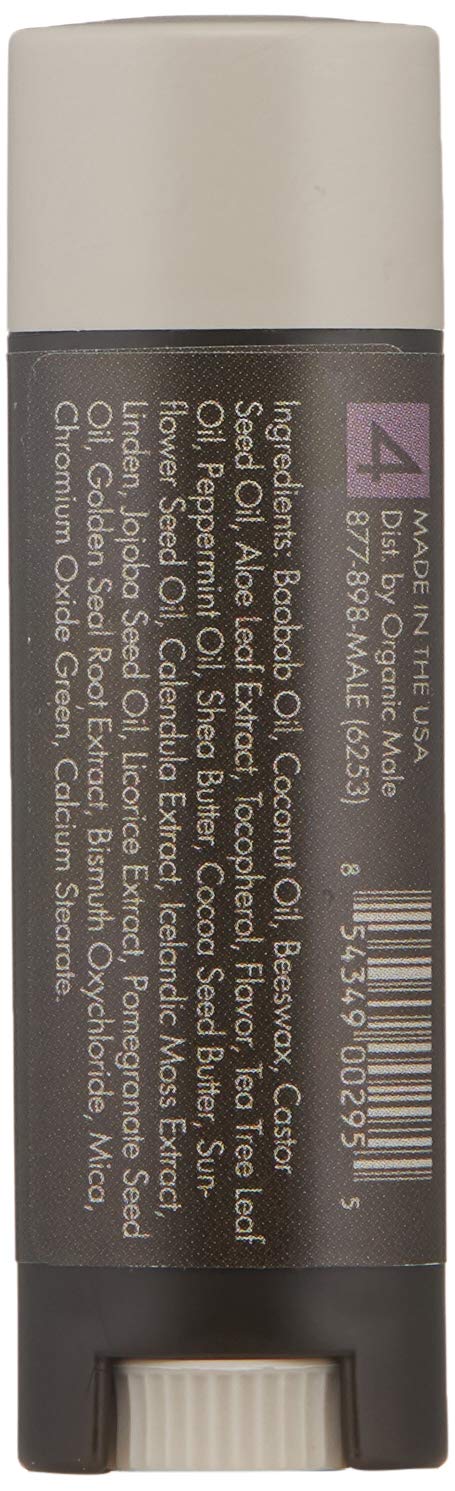 4
MADE IN THE USA
Dist. by Organic Male
877-898-MALE (6253)
8 54349 00295 5
Ingredients: Baobab Oil, Coconut Oil, Beeswax, Castor
Seed Oil, Aloe Leaf Extract, Tocopherol, Flavor, Tea Tree Leaf
Oil, Peppermint Oil, Shea Butter, Cocoa Seed Butter, Sun-
flower Seed Oil, Calendula Extract, Icelandic Moss Extract,
Linden, Jojoba Seed Oil, Licorice Extract, Pomegranate Seed
Oil, Golden Seal Root Extract, Bismuth Oxychloride, Mica,
Chromium Oxide Green, Calcium Stearate.